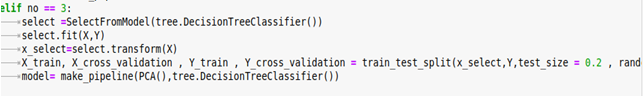 elif no == 3:
select =SelectFromModel(tree.DecisionTreeClassifier())
select.fit(X,Y)
x_select=select.transform(X)
X_train, X_cross_validation , Y_train , Y_cross_validation = train_test_split(x_select,Y,test_size = 0.2 , rand
model= make_pipeline(PCA(),tree.DecisionTreeClassifier())